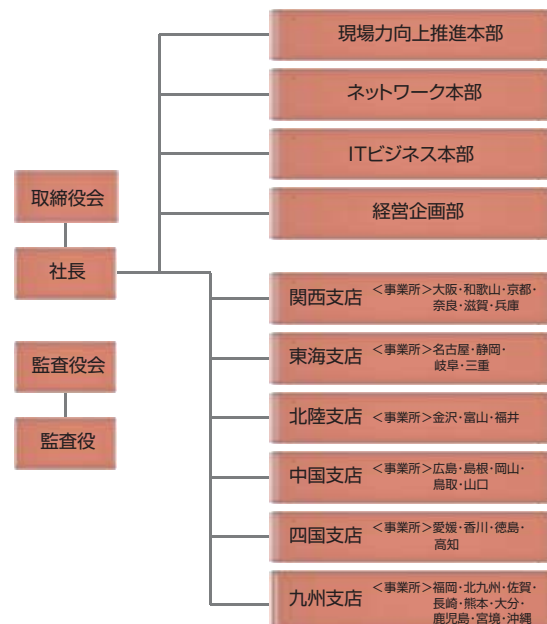 現場力向上推進本部
ネットワーク本部
ITビジネス本部
経営企画部
取締役会
社長
監査役会
監査役
関西支店 <事業所>大阪・和歌山・京都・
奈良・滋賀・兵庫
東海支店 <事業所>名古屋・静岡・
岐阜・三重
北陸支店 <事業所>金沢・富山・福井
中国支店 <事業所>広島・島根・岡山・
鳥取・山口
四国支店 <事業所>愛媛・香川・徳島・
高知
九州支店 <事業所>福岡・北九州・佐賀・
長崎・熊本・大分・
鹿児島・宮境・沖縄